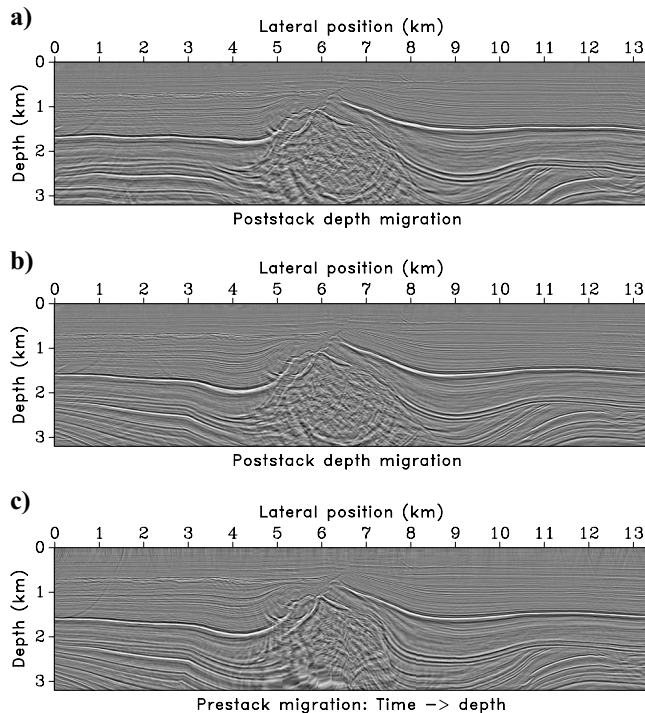 a)
Lateral position (km)
0 1 2 3 4 5 6 7 8 9 10 11 12 13
Depth (km)
0
1
2
3
Poststack depth migration
b)
Lateral position (km)
0 1 2 3 4 5 6 7 8 9 10 11 12 13
Depth (km)
0
1
2
3
Poststack depth migration
c)
Lateral position (km)
0 1 2 3 4 5 6 7 8 9 10 11 12 13
Depth (km)
0
1
2
3
Prestack migration: Time -> depth